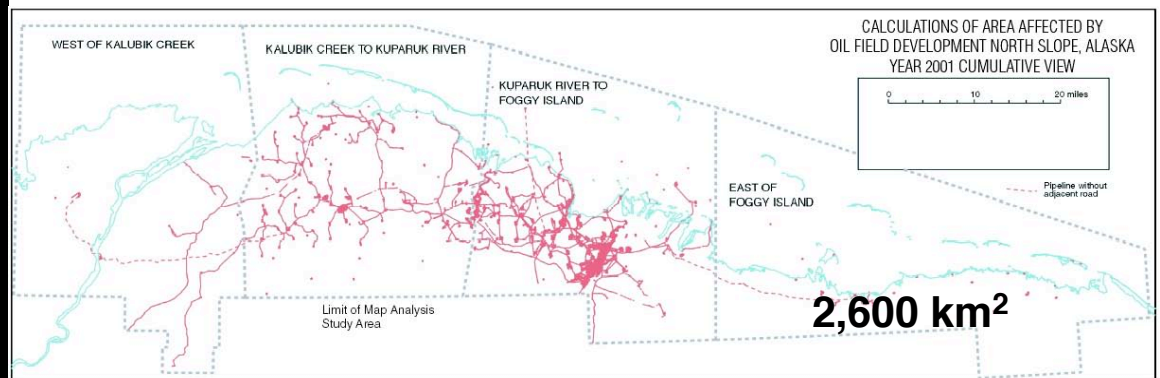 CALCULATIONS OF AREA AFFECTED BY
OIL FIELD DEVELOPMENT NORTH SLOPE, ALASKA
YEAR 2001 CUMULATIVE VIEW
WEST OF KALUBIK CREEK
KALUBIK CREEK TO KUPARUK RIVER
KUPARUK RIVER TO
FOGGY ISLAND
0 10 20 miles
EAST OF
FOGGY ISLAND
Pipeline without
adjacent road
Limit of Map Analysis
Study Area
2,600 km²